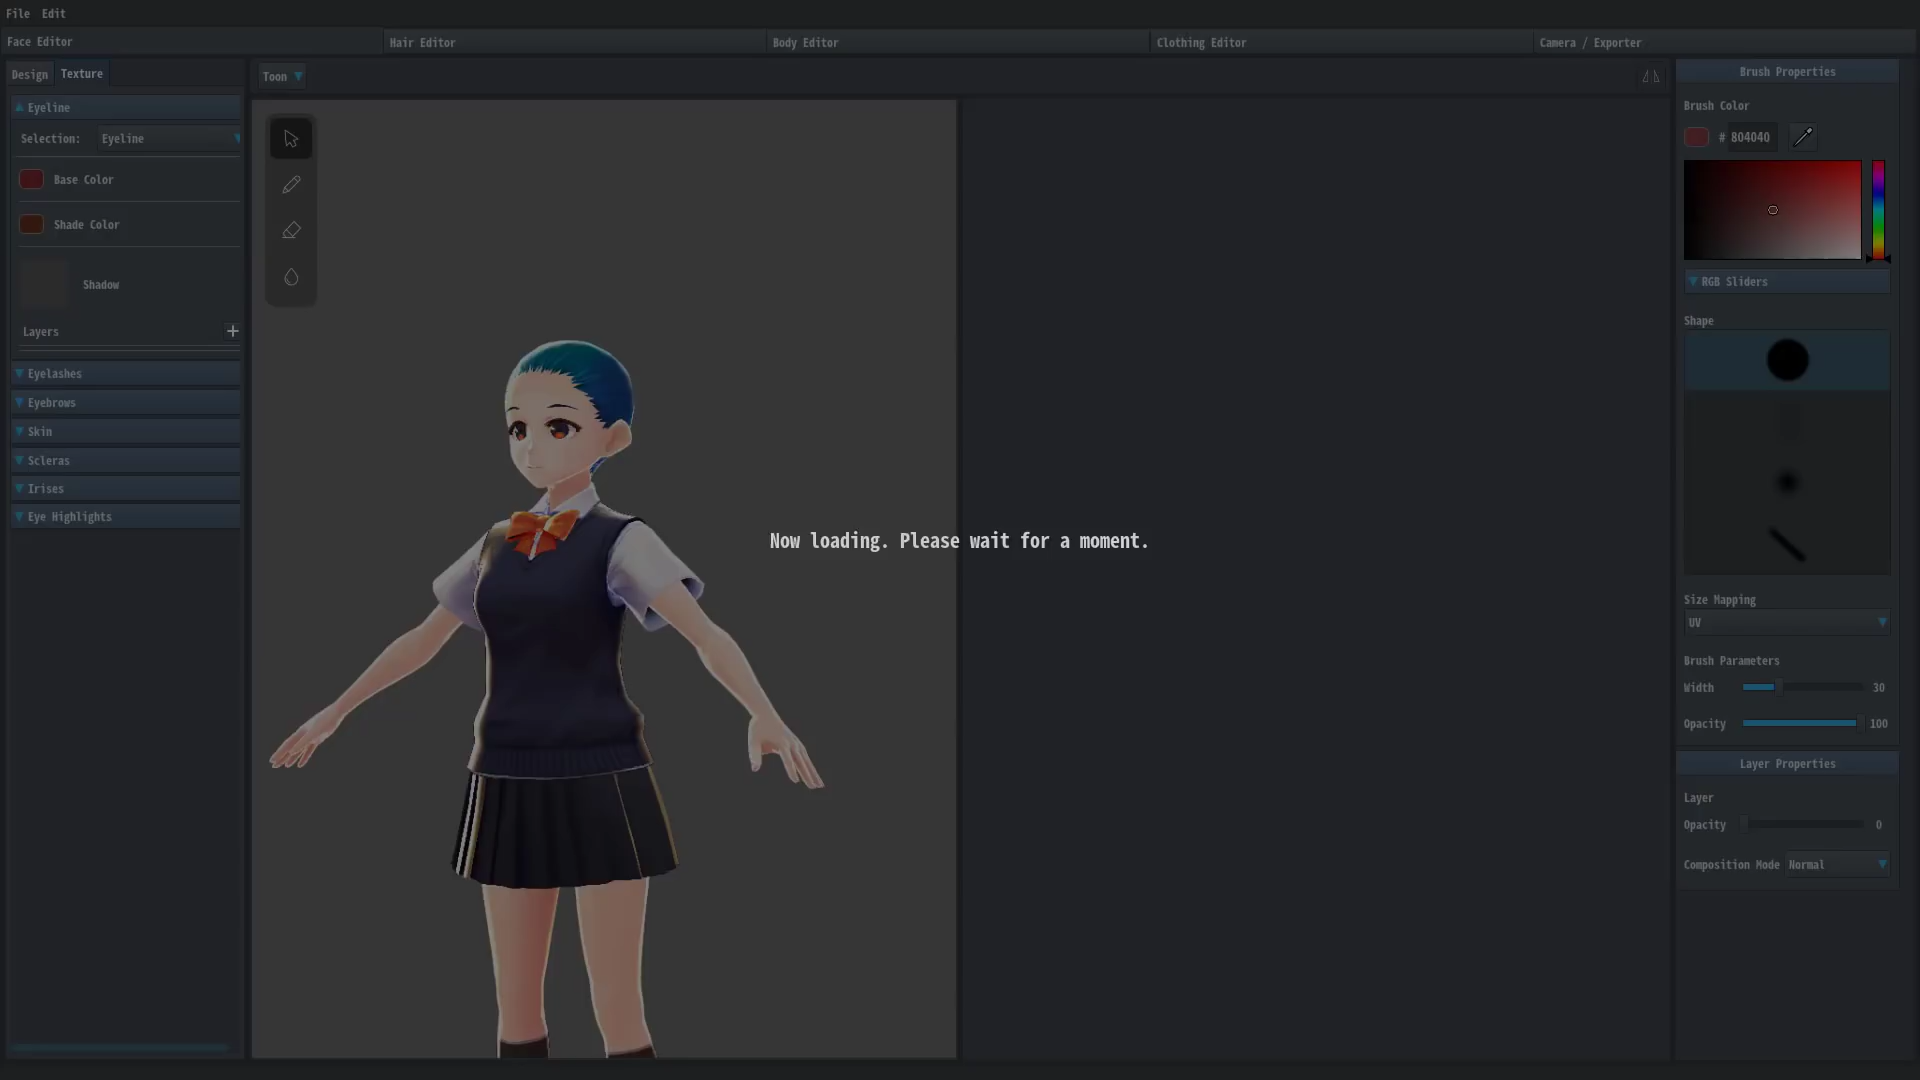 File Edit
Face Editor
Hair Editor
Body Editor
Clothing Editor
Camera / Exporter
Design
Texture
Eyeline
Selection: Eyeline
Base Color
Shade Color
Shadow
Layers +
Eyelashes
Eyebrows
Skin
Scleras
Irises
Eye Highlights
Toon
Now loading. Please wait for a moment.
Brush Properties
Brush Color
# 804040
RGB Sliders
Shape
Size Mapping
UV
Brush Parameters
Width 30
Opacity 100
Layer Properties
Layer
Opacity 0
Composition Mode Normal